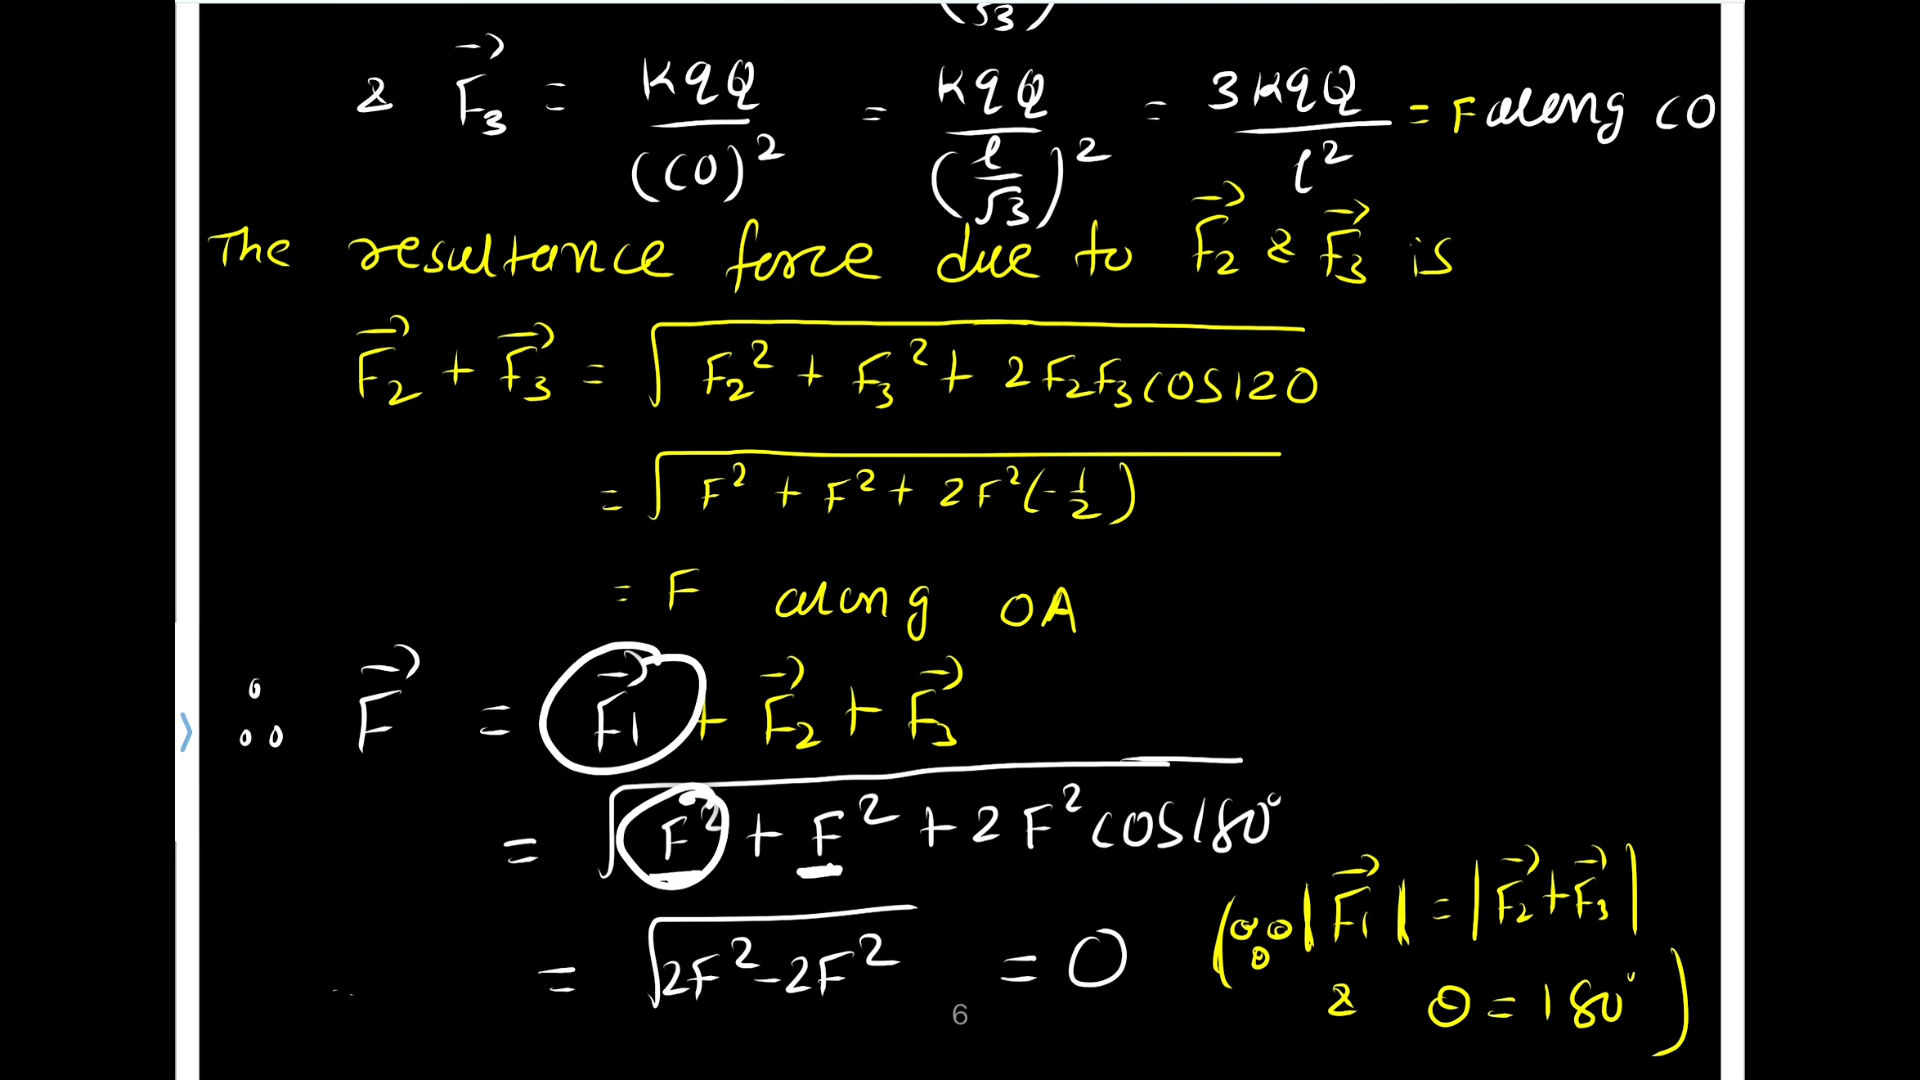 (√3)
& F₃→ = KqQ/(CO)² = KqQ/(l/√3)² = 3KqQ/l² = F along CO
The resultance force due to F₂→ & F₃→ is
F₂→ + F₃→ = √(F₂² + F₃² + 2F₂F₃cos120)
= √(F² + F² + 2F²(-1/2))
= F along OA
∴ F→ = F1→ + F₂→ + F₃→
= √(F² + F² + 2F²cos180°)
= √(2F²-2F²) = 0
(∵ |F1→| = |F₂→+F₃→|
& θ = 180°)
6